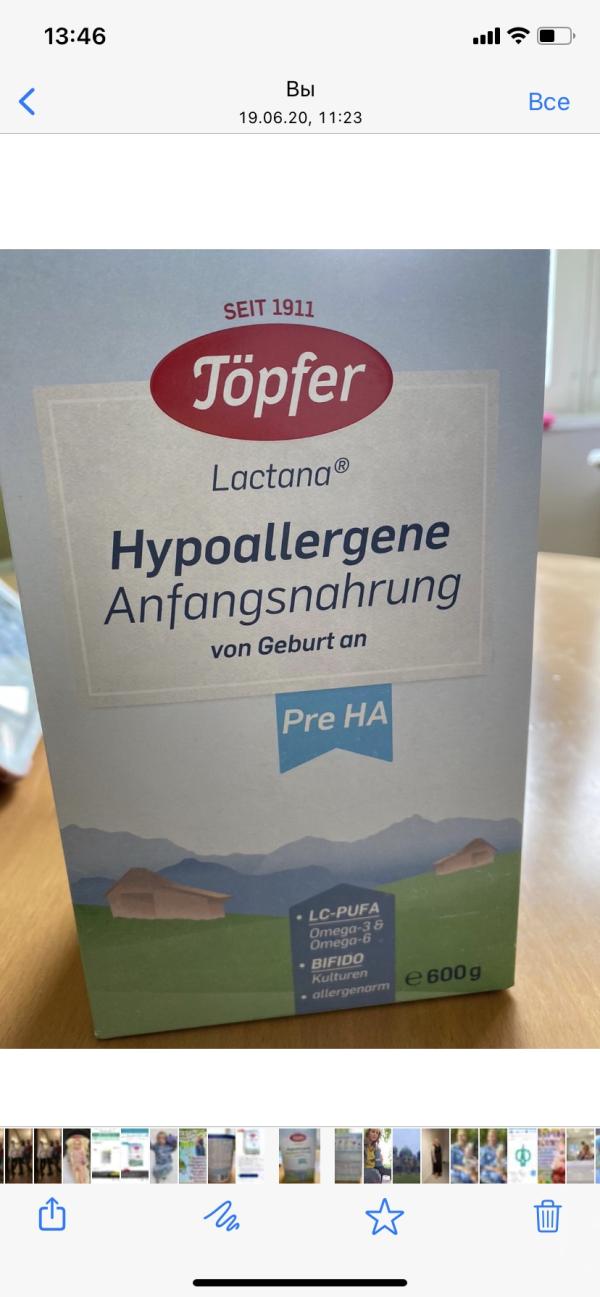 13:46
Вы
19.06.20, 11:23
Все
SEIT 1911
Töpfer
Lactana®
Hypoallergene
Anfangsnahrung
von Geburt an
Pre HA
• LC-PUFA
Omega-3 &
Omega-6
• BIFIDO
Kulturen
• allergenarm
e 600g